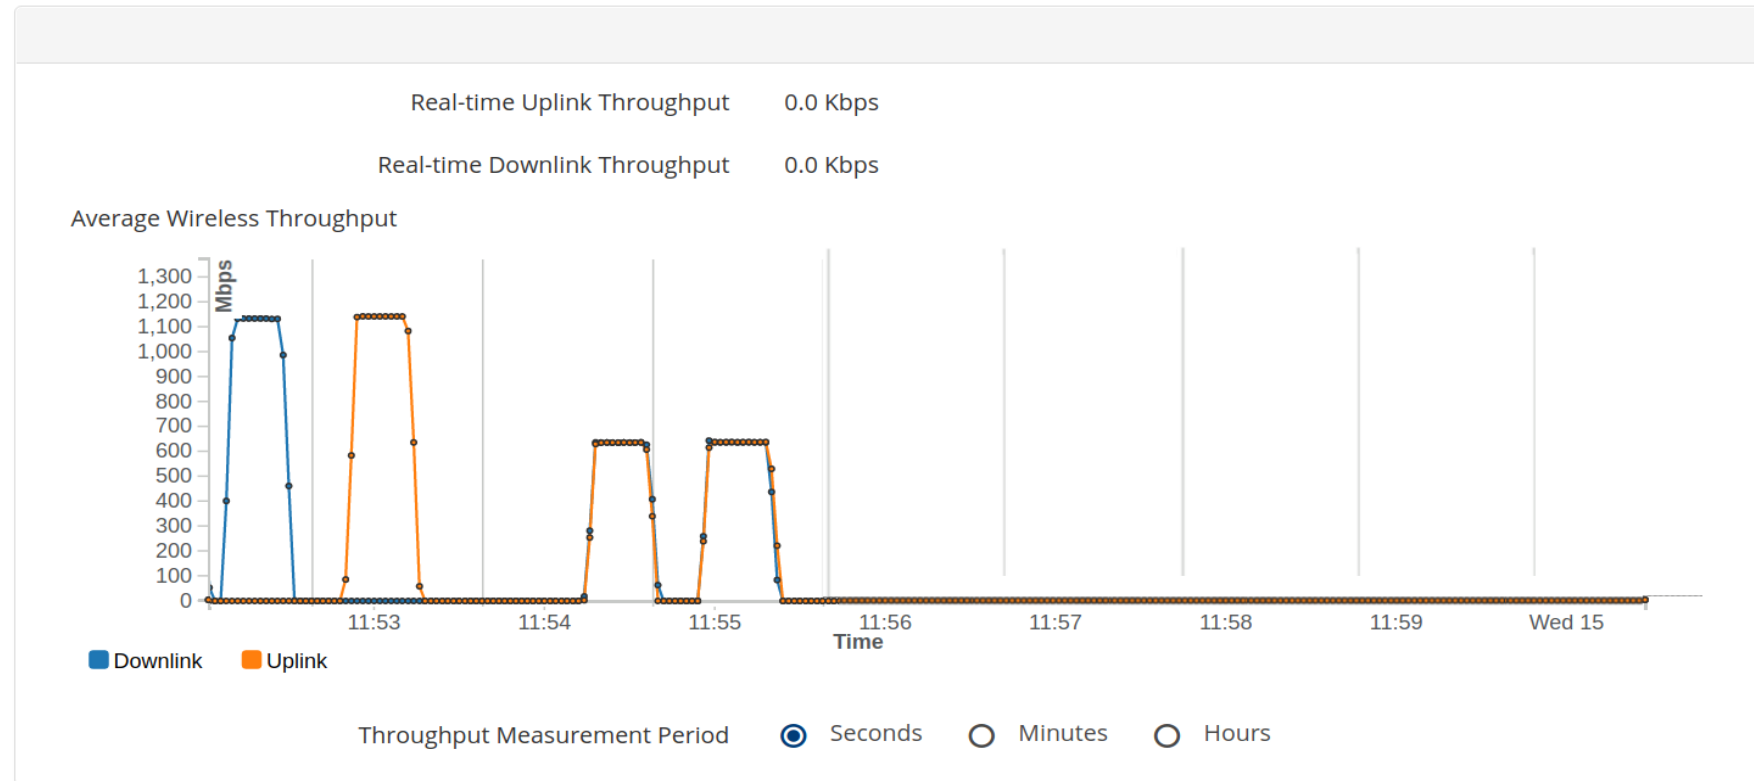 Real-time Uplink Throughput 0.0 Kbps
Real-time Downlink Throughput 0.0 Kbps
Average Wireless Throughput
Mbps
1,300
1,200
1,100
1,000
900
800
700
600
500
400
300
200
100
0
11:53 11:54 11:55 11:56 11:57 11:58 11:59 Wed 15
Time
Downlink Uplink
Throughput Measurement Period Seconds Minutes Hours